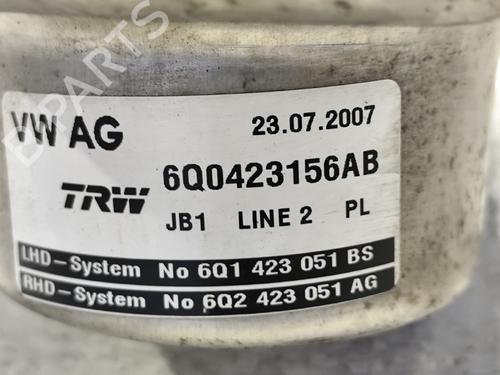 VW AG 23.07.2007
6Q0423156AB
TRW
JB1 LINE 2 PL
LHD-System No 6Q1 423 051 BS
RHD-System No 6Q2 423 051 AG